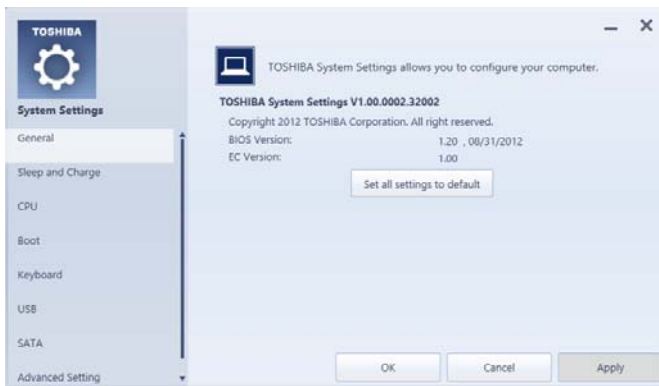 TOSHIBA
System Settings
General
Sleep and Charge
CPU
Boot
Keyboard
USB
SATA
Advanced Setting
TOSHIBA System Settings allows you to configure your computer.
TOSHIBA System Settings V1.00.0002.32002
Copyright 2012 TOSHIBA Corporation. All right reserved.
BIOS Version: 1.20 , 08/31/2012
EC Version: 1.00
Set all settings to default
OK Cancel Apply